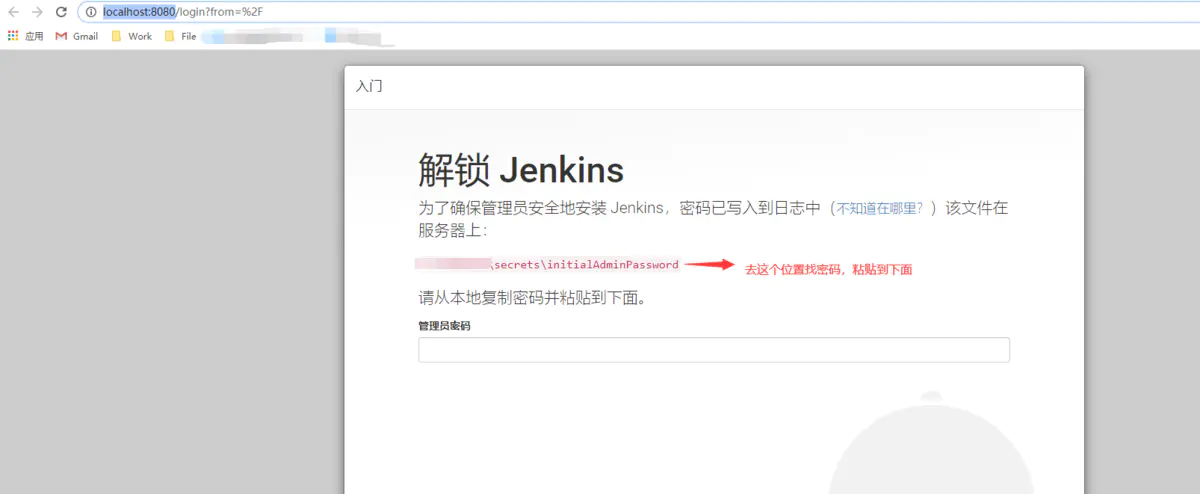 localhost:8080/login?from=%2F
应用 Gmail Work File
入门
解锁 Jenkins
为了确保管理员安全地安装 Jenkins，密码已写入到日志中（不知道在哪里？）该文件在
服务器上：
\secrets\initialAdminPassword 去这个位置找密码，粘贴到下面
请从本地复制密码并粘贴到下面。
管理员密码